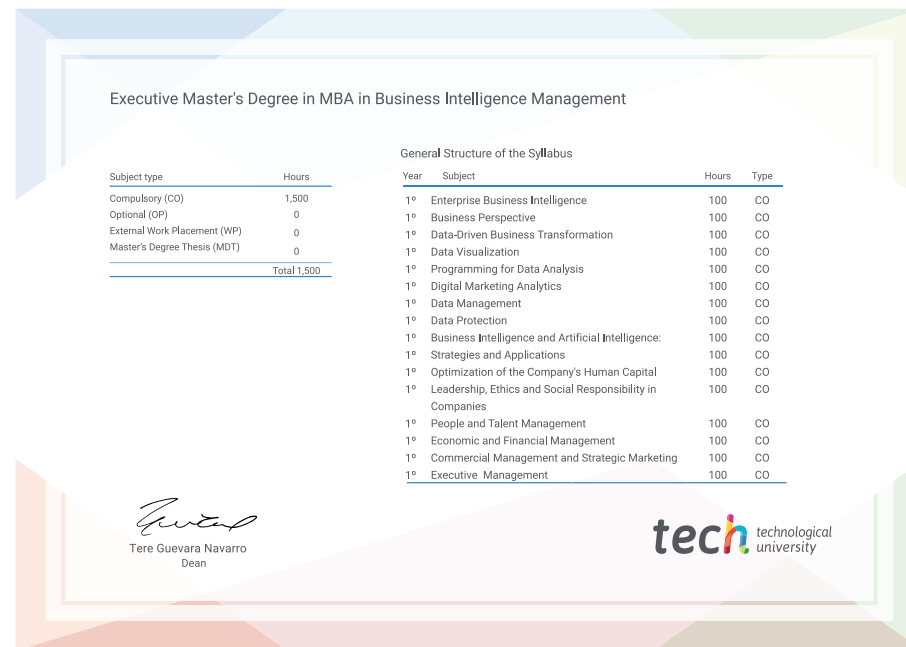 Executive Master's Degree in MBA in Business Intelligence Management
Subject type Hours
Compulsory (CO) 1,500
Optional (OP) 0
External Work Placement (WP) 0
Master's Degree Thesis (MDT) 0
Total 1,500
General Structure of the Syllabus
Year Subject Hours Type
1º Enterprise Business Intelligence 100 CO
1º Business Perspective 100 CO
1º Data-Driven Business Transformation 100 CO
1º Data Visualization 100 CO
1º Programming for Data Analysis 100 CO
1º Digital Marketing Analytics 100 CO
1º Data Management 100 CO
1º Data Protection 100 CO
1º Business Intelligence and Artificial Intelligence: 100 CO
1º Strategies and Applications 100 CO
1º Optimization of the Company's Human Capital 100 CO
1º Leadership, Ethics and Social Responsibility in 100 CO
Companies
1º People and Talent Management 100 CO
1º Economic and Financial Management 100 CO
1º Commercial Management and Strategic Marketing 100 CO
1º Executive Management 100 CO
Tere Guevara Navarro
Dean
tech technological
university